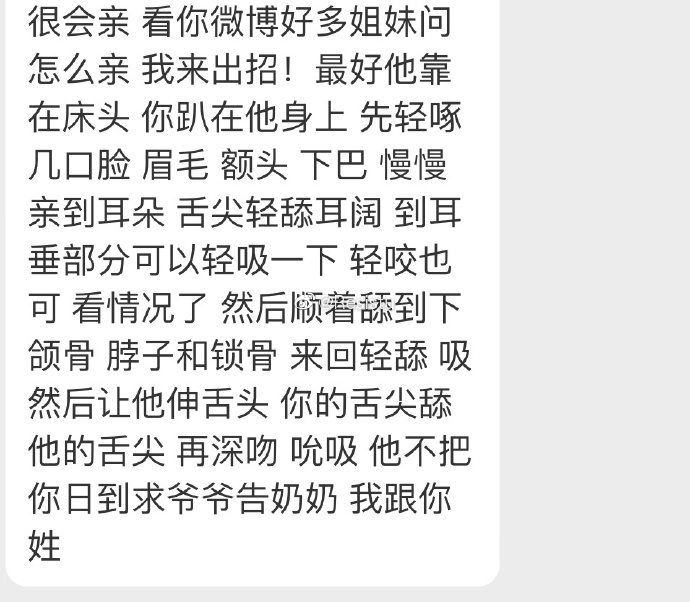 很会亲 看你微博好多姐妹问
怎么亲 我来出招！最好他靠
在床头 你趴在他身上 先轻啄
几口脸 眉毛 额头 下巴 慢慢
亲到耳朵 舌尖轻舔耳阔 到耳
垂部分可以轻吸一下 轻咬也
可 看情况了 然后顺着舔到下
颌骨 脖子和锁骨 来回轻舔 吸
然后让他伸舌头 你的舌尖舔
他的舌尖 再深吻 吮吸 他不把
你日到求爷爷告奶奶 我跟你
姓